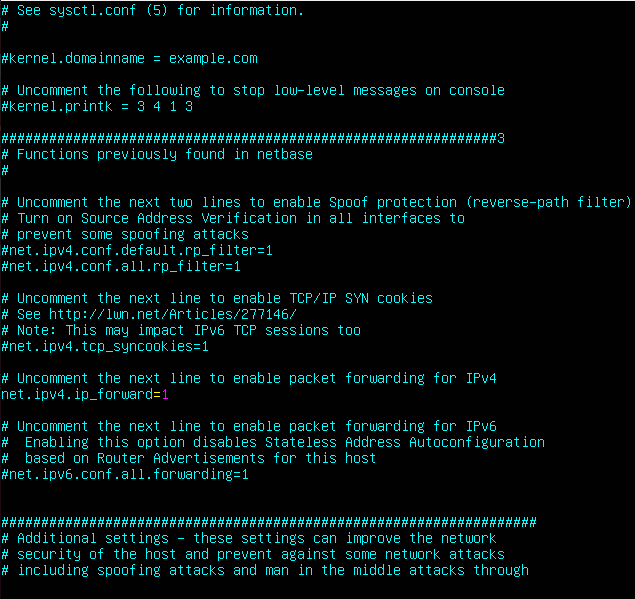 # See sysctl.conf (5) for information.
#
#kernel.domainname = example.com
# Uncomment the following to stop low-level messages on console
#kernel.printk = 3 4 1 3
##############################################################3
# Functions previously found in netbase
#
# Uncomment the next two lines to enable Spoof protection (reverse-path filter)
# Turn on Source Address Verification in all interfaces to
# prevent some spoofing attacks
#net.ipv4.conf.default.rp_filter=1
#net.ipv4.conf.all.rp_filter=1
# Uncomment the next line to enable TCP/IP SYN cookies
# See http://lwn.net/Articles/277146/
# Note: This may impact IPv6 TCP sessions too
#net.ipv4.tcp_syncookies=1
# Uncomment the next line to enable packet forwarding for IPv4
net.ipv4.ip_forward=1
# Uncomment the next line to enable packet forwarding for IPv6
#  Enabling this option disables Stateless Address Autoconfiguration
#  based on Router Advertisements for this host
#net.ipv6.conf.all.forwarding=1
###################################################################
# Additional settings - these settings can improve the network
# security of the host and prevent against some network attacks
# including spoofing attacks and man in the middle attacks through